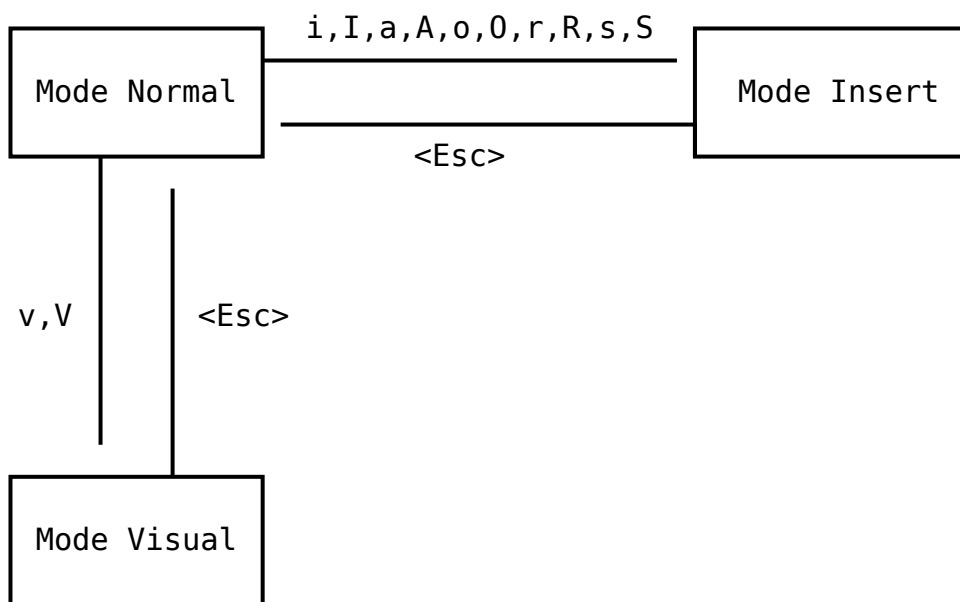 i,I,a,A,o,O,r,R,s,S
Mode Normal
Mode Insert
<Esc>
v,V
<Esc>
Mode Visual